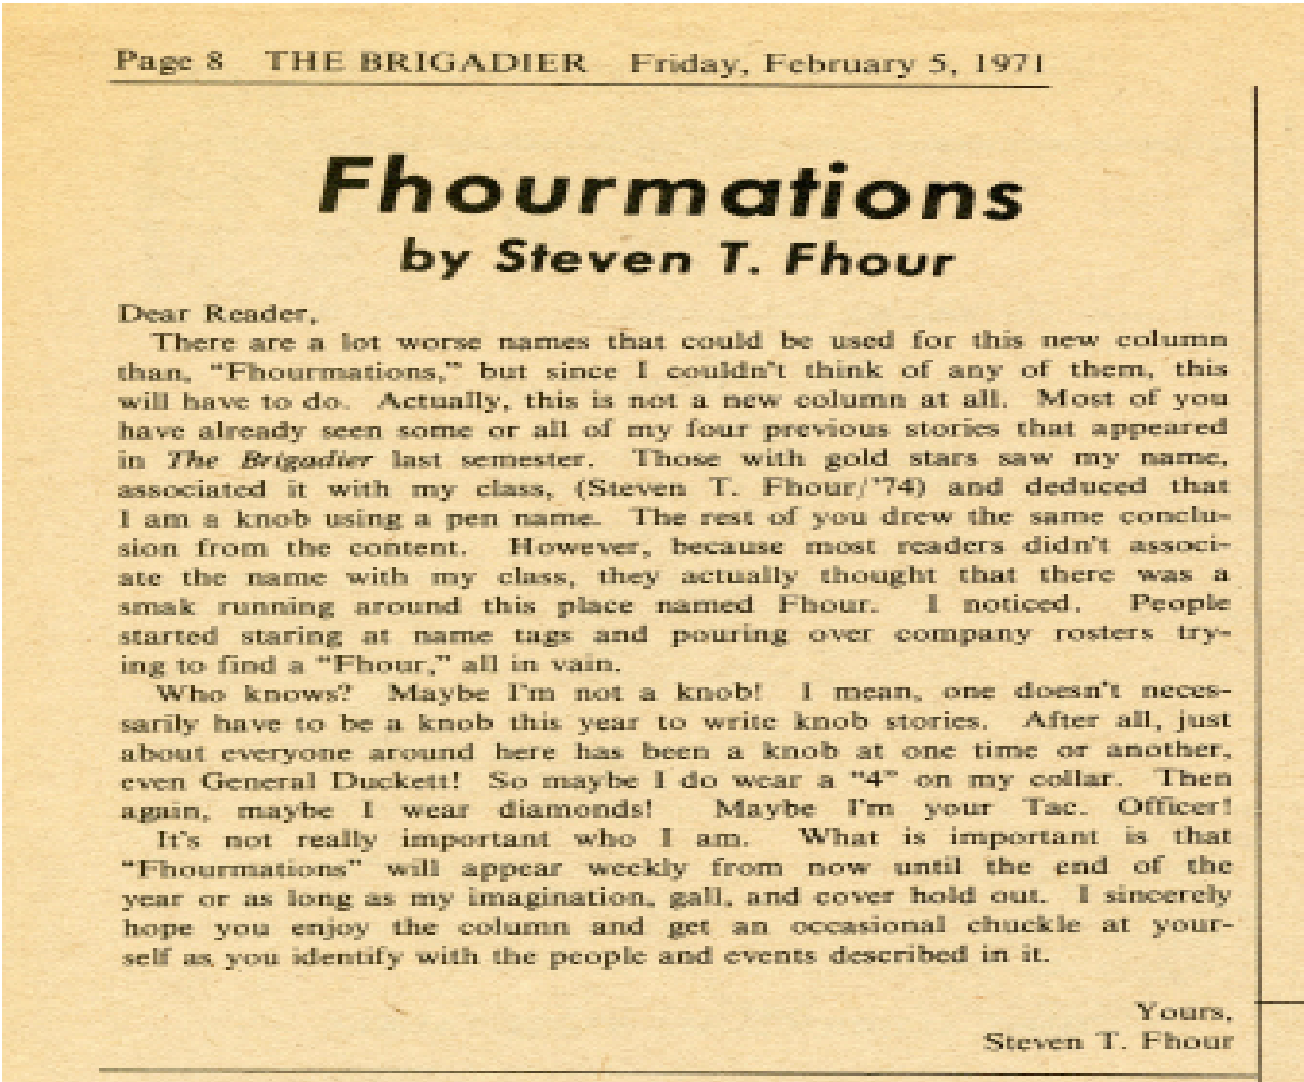 Page 8 THE BRIGADIER Friday, February 5, 1971
Fhourmations
by Steven T. Fhour
Dear Reader,
There are a lot worse names that could be used for this new column
than, “Fhourmations,” but since I couldn't think of any of them, this
will have to do. Actually, this is not a new column at all. Most of you
have already seen some or all of my four previous stories that appeared
in The Brigadier last semester. Those with gold stars saw my name,
associated it with my class, (Steven T. Fhour/'74) and deduced that
I am a knob using a pen name. The rest of you drew the same conclu-
sion from the content. However, because most readers didn't associ-
ate the name with my class, they actually thought that there was a
smak running around this place named Fhour. I noticed. People
started staring at name tags and pouring over company rosters try-
ing to find a “Fhour,” all in vain.
Who knows? Maybe I'm not a knob! I mean, one doesn't neces-
sarily have to be a knob this year to write knob stories. After all, just
about everyone around here has been a knob at one time or another,
even General Duckett! So maybe I do wear a “4” on my collar. Then
again, maybe I wear diamonds! Maybe I'm your Tac. Officer!
It's not really important who I am. What is important is that
“Fhourmations” will appear weekly from now until the end of the
year or as long as my imagination, gall, and cover hold out. I sincerely
hope you enjoy the column and get an occasional chuckle at your-
self as you identify with the people and events described in it.
Yours,
Steven T. Fhour